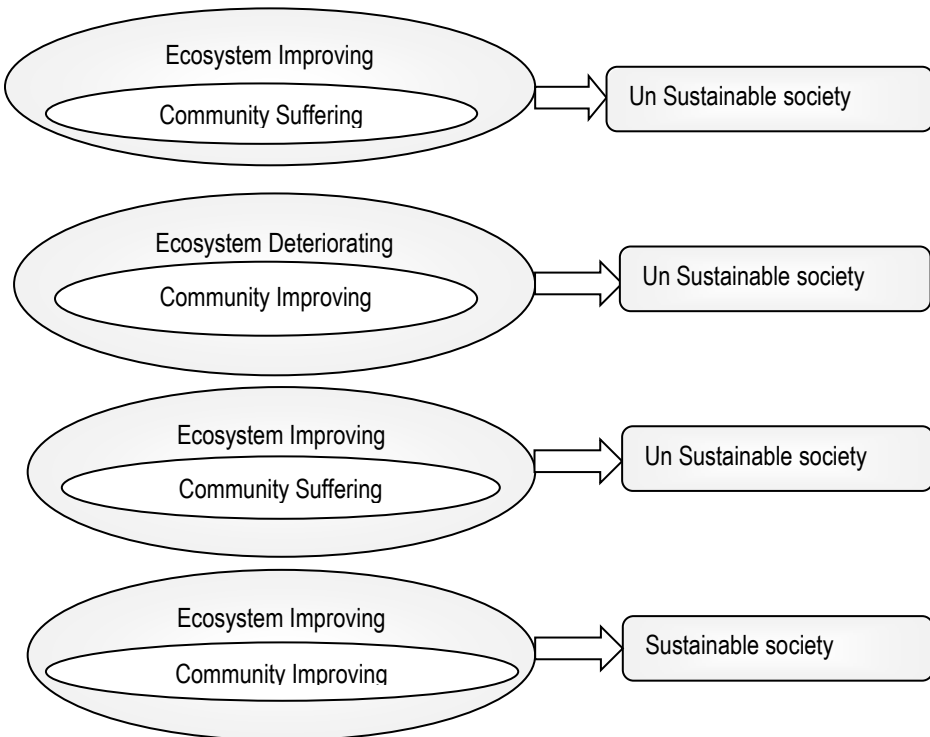 Ecosystem Improving
Community Suffering
Un Sustainable society
Ecosystem Deteriorating
Community Improving
Un Sustainable society
Ecosystem Improving
Community Suffering
Un Sustainable society
Ecosystem Improving
Community Improving
Sustainable society